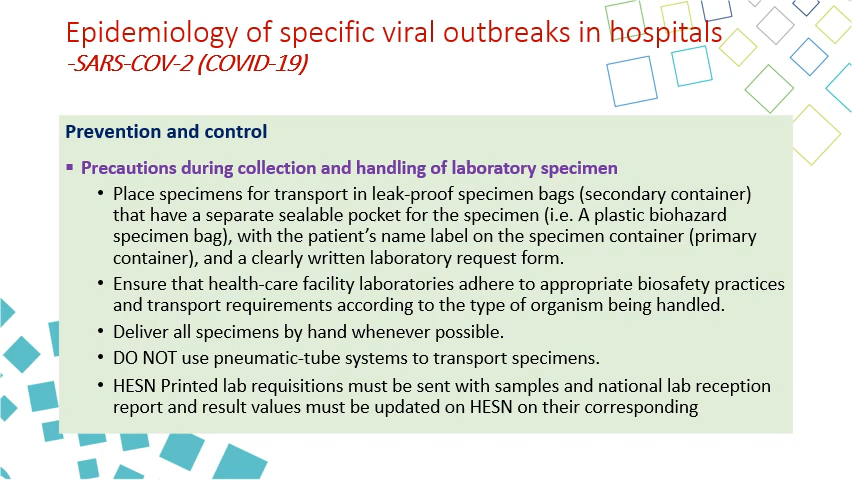 Epidemiology of specific viral outbreaks in hospitals
-SARS-COV-2 (COVID-19)
Prevention and control
▪ Precautions during collection and handling of laboratory specimen
• Place specimens for transport in leak-proof specimen bags (secondary container)
that have a separate sealable pocket for the specimen (i.e. A plastic biohazard
specimen bag), with the patient’s name label on the specimen container (primary
container), and a clearly written laboratory request form.
• Ensure that health-care facility laboratories adhere to appropriate biosafety practices
and transport requirements according to the type of organism being handled.
• Deliver all specimens by hand whenever possible.
• DO NOT use pneumatic-tube systems to transport specimens.
• HESN Printed lab requisitions must be sent with samples and national lab reception
report and result values must be updated on HESN on their corresponding